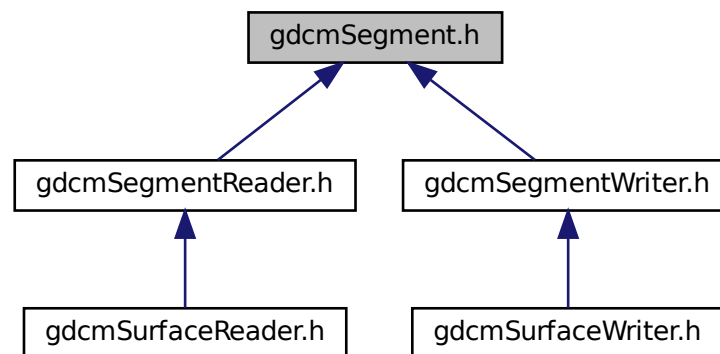 gdcmSegment.h
gdcmSegmentReader.h
gdcmSegmentWriter.h
gdcmSurfaceReader.h
gdcmSurfaceWriter.h